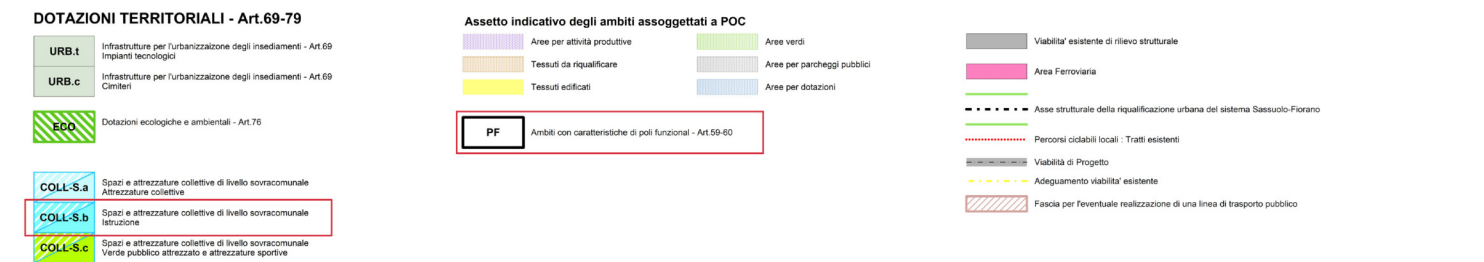 DOTAZIONI TERRITORIALI - Art.69-79
URB.t
Infrastrutture per l'urbanizzaizone degli insediamenti - Art.69
Impianti tecnologici
URB.c
Infrastrutture per l'urbanizzaizone degli insediamenti - Art.69
Cimiteri
ECO
Dotazioni ecologiche e ambientali - Art.76
COLL-S.a
Spazi e attrezzature collettive di livello sovracomunale
Attrezzature collettive
COLL-S.b
Spazi e attrezzature collettive di livello sovracomunale
Istruzione
COLL-S.c
Spazi e attrezzature collettive di livello sovracomunale
Verde pubblico attrezzato e attrezzature sportive
Assetto indicativo degli ambiti assoggettati a POC
Aree per attività produttive
Tessuti da riqualificare
Tessuti edificati
Aree verdi
Aree per parcheggi pubblici
Aree per dotazioni
PF
Ambiti con caratteristiche di poli funzional - Art.59-60
Viabilita' esistente di rilievo strutturale
Area Ferroviaria
Asse strutturale della riqualificazione urbana del sistema Sassuolo-Fiorano
Percorsi ciclabili locali : Tratti esistenti
Viabilità di Progetto
Adeguamento viabilita' esistente
Fascia per l'eventuale realizzazione di una linea di trasporto pubblico